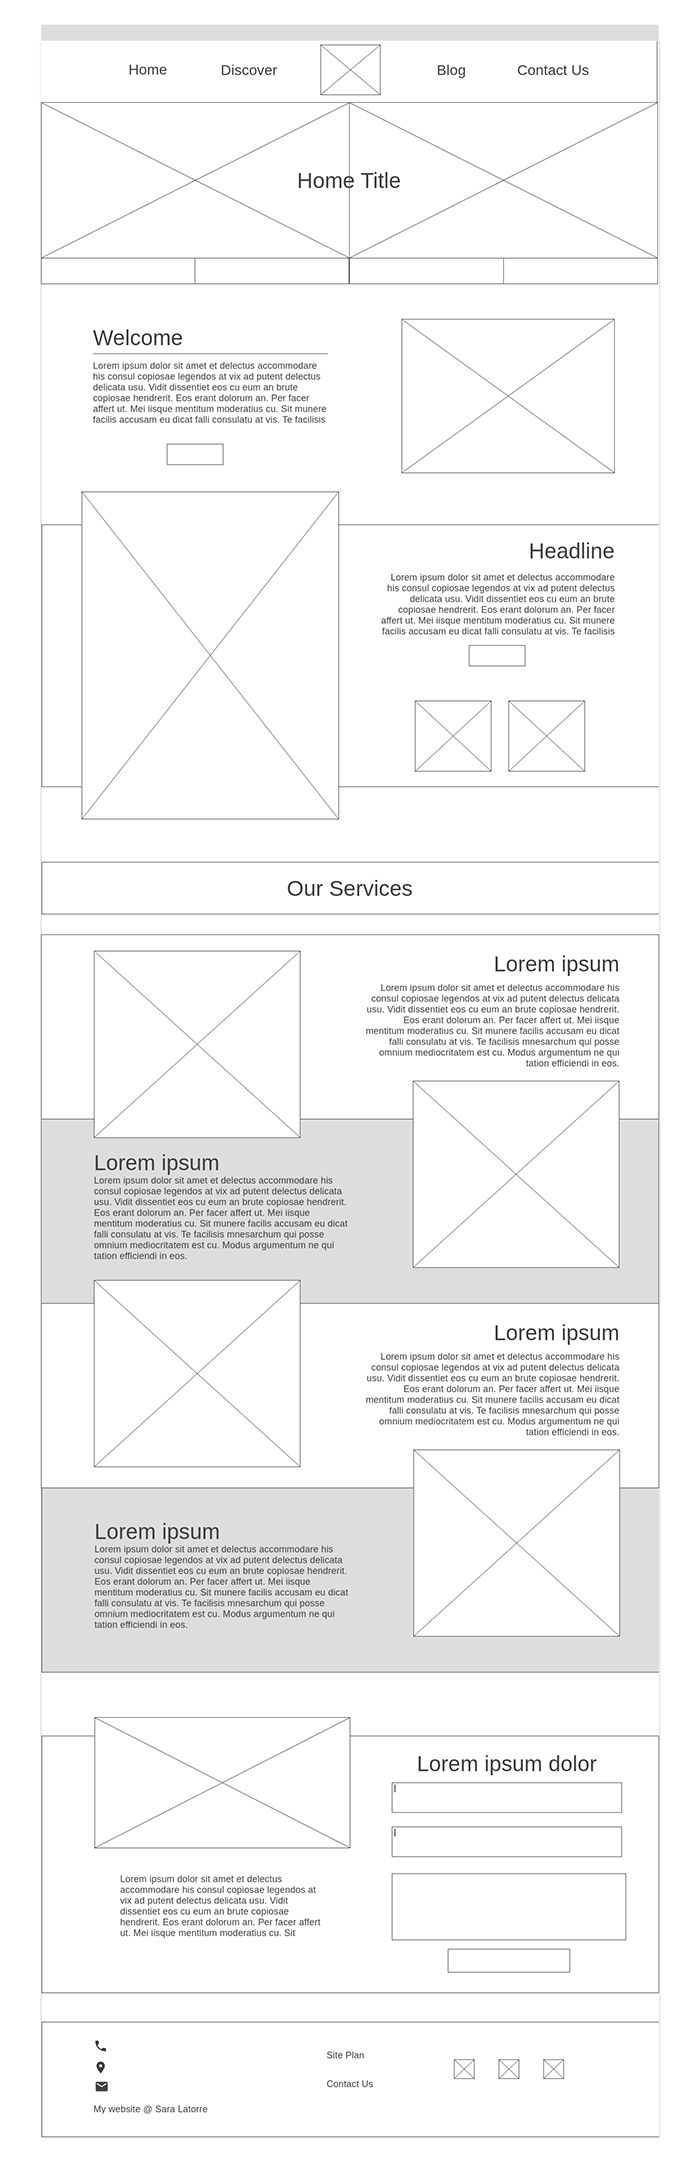 Home Discover Blog Contact Us
Home Title
Welcome
Lorem ipsum dolor sit amet et delectus accommodare
his consul copiosae legendos at vix ad putent delectus
delicata usu. Vidit dissentiet eos cu eum an brute
copiosae hendrerit. Eos erant dolorum an. Per facer
affert ut. Mei iisque mentitum moderatius cu. Sit munere
facilis accusam eu dicat falli consulatu at vis. Te facilisis
Headline
Lorem ipsum dolor sit amet et delectus accommodare
his consul copiosae legendos at vix ad putent delectus
delicata usu. Vidit dissentiet eos cu eum an brute
copiosae hendrerit. Eos erant dolorum an. Per facer
affert ut. Mei iisque mentitum moderatius cu. Sit munere
facilis accusam eu dicat falli consulatu at vis. Te facilisis
Our Services
Lorem ipsum
Lorem ipsum dolor sit amet et delectus accommodare his
consul copiosae legendos at vix ad putent delectus delicata
usu. Vidit dissentiet eos cu eum an brute copiosae hendrerit.
Eos erant dolorum an. Per facer affert ut. Mei iisque
mentitum moderatius cu. Sit munere facilis accusam eu dicat
falli consulatu at vis. Te facilisis mnesarchum qui posse
omnium mediocritatem est cu. Modus argumentum ne qui
tation efficiendi in eos.
Lorem ipsum
Lorem ipsum dolor sit amet et delectus accommodare his
consul copiosae legendos at vix ad putent delectus delicata
usu. Vidit dissentiet eos cu eum an brute copiosae hendrerit.
Eos erant dolorum an. Per facer affert ut. Mei iisque
mentitum moderatius cu. Sit munere facilis accusam eu dicat
falli consulatu at vis. Te facilisis mnesarchum qui posse
omnium mediocritatem est cu. Modus argumentum ne qui
tation efficiendi in eos.
Lorem ipsum
Lorem ipsum dolor sit amet et delectus accommodare his
consul copiosae legendos at vix ad putent delectus delicata
usu. Vidit dissentiet eos cu eum an brute copiosae hendrerit.
Eos erant dolorum an. Per facer affert ut. Mei iisque
mentitum moderatius cu. Sit munere facilis accusam eu dicat
falli consulatu at vis. Te facilisis mnesarchum qui posse
omnium mediocritatem est cu. Modus argumentum ne qui
tation efficiendi in eos.
Lorem ipsum
Lorem ipsum dolor sit amet et delectus accommodare his
consul copiosae legendos at vix ad putent delectus delicata
usu. Vidit dissentiet eos cu eum an brute copiosae hendrerit.
Eos erant dolorum an. Per facer affert ut. Mei iisque
mentitum moderatius cu. Sit munere facilis accusam eu dicat
falli consulatu at vis. Te facilisis mnesarchum qui posse
omnium mediocritatem est cu. Modus argumentum ne qui
tation efficiendi in eos.
Lorem ipsum dolor
Lorem ipsum dolor sit amet et delectus
accommodare his consul copiosae legendos at
vix ad putent delectus delicata usu. Vidit
dissentiet eos cu eum an brute copiosae
hendrerit. Eos erant dolorum an. Per facer affert
ut. Mei iisque mentitum moderatius cu. Sit
Site Plan
Contact Us
My website @ Sara Latorre